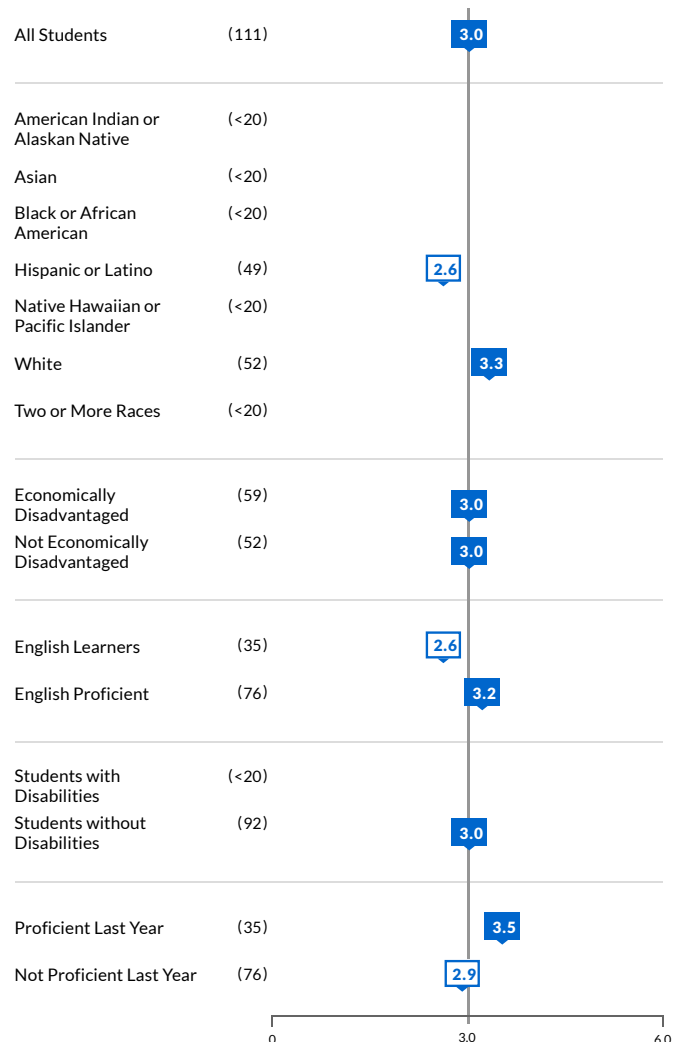 All Students (111) 3.0
American Indian or (<20)
Alaskan Native
Asian (<20)
Black or African (<20)
American
Hispanic or Latino (49) 2.6
Native Hawaiian or (<20)
Pacific Islander
White (52) 3.3
Two or More Races (<20)
Economically (59) 3.0
Disadvantaged
Not Economically (52) 3.0
Disadvantaged
English Learners (35) 2.6
English Proficient (76) 3.2
Students with (<20)
Disabilities
Students without (92) 3.0
Disabilities
Proficient Last Year (35) 3.5
Not Proficient Last Year (76) 2.9
0 3.0 6.0